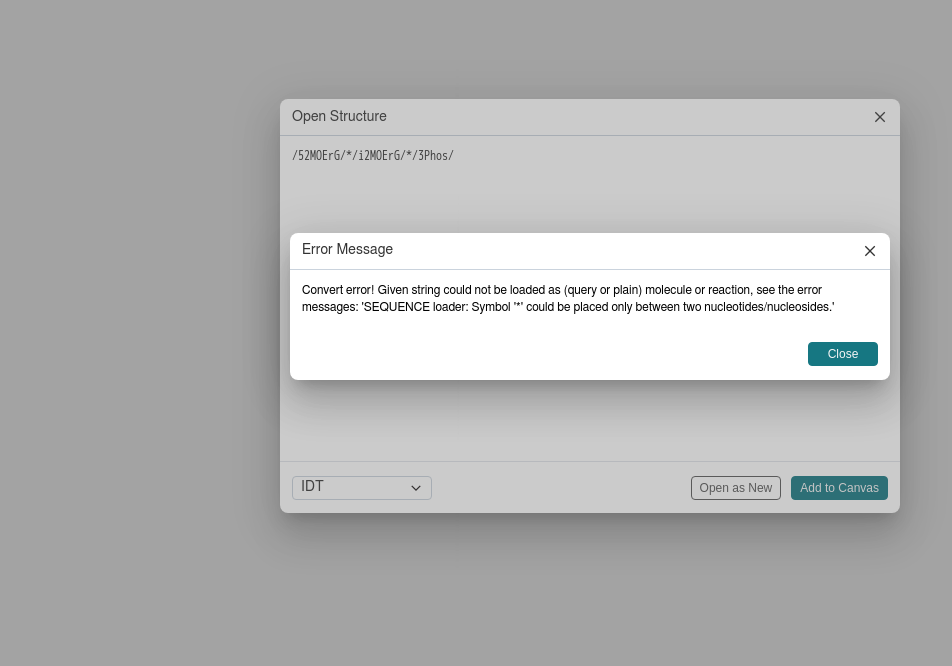 Open Structure
/52MOErG/*/i2MOErG/*/3Phos/
Error Message
Convert error! Given string could not be loaded as (query or plain) molecule or reaction, see the error
messages: 'SEQUENCE loader: Symbol '*' could be placed only between two nucleotides/nucleosides.'
Close
IDT
Open as New
Add to Canvas